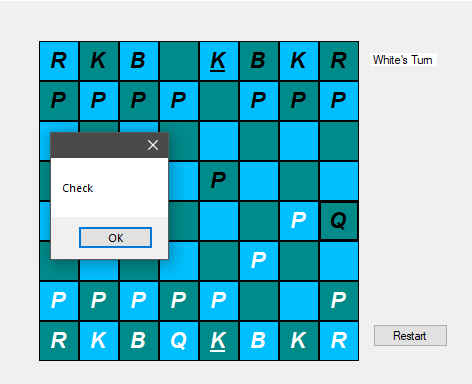 R K B K B K R
White's Turn
P P P P P P P
P
Check
P Q
OK
P
P P P P P P
R K B Q K B K R
Restart